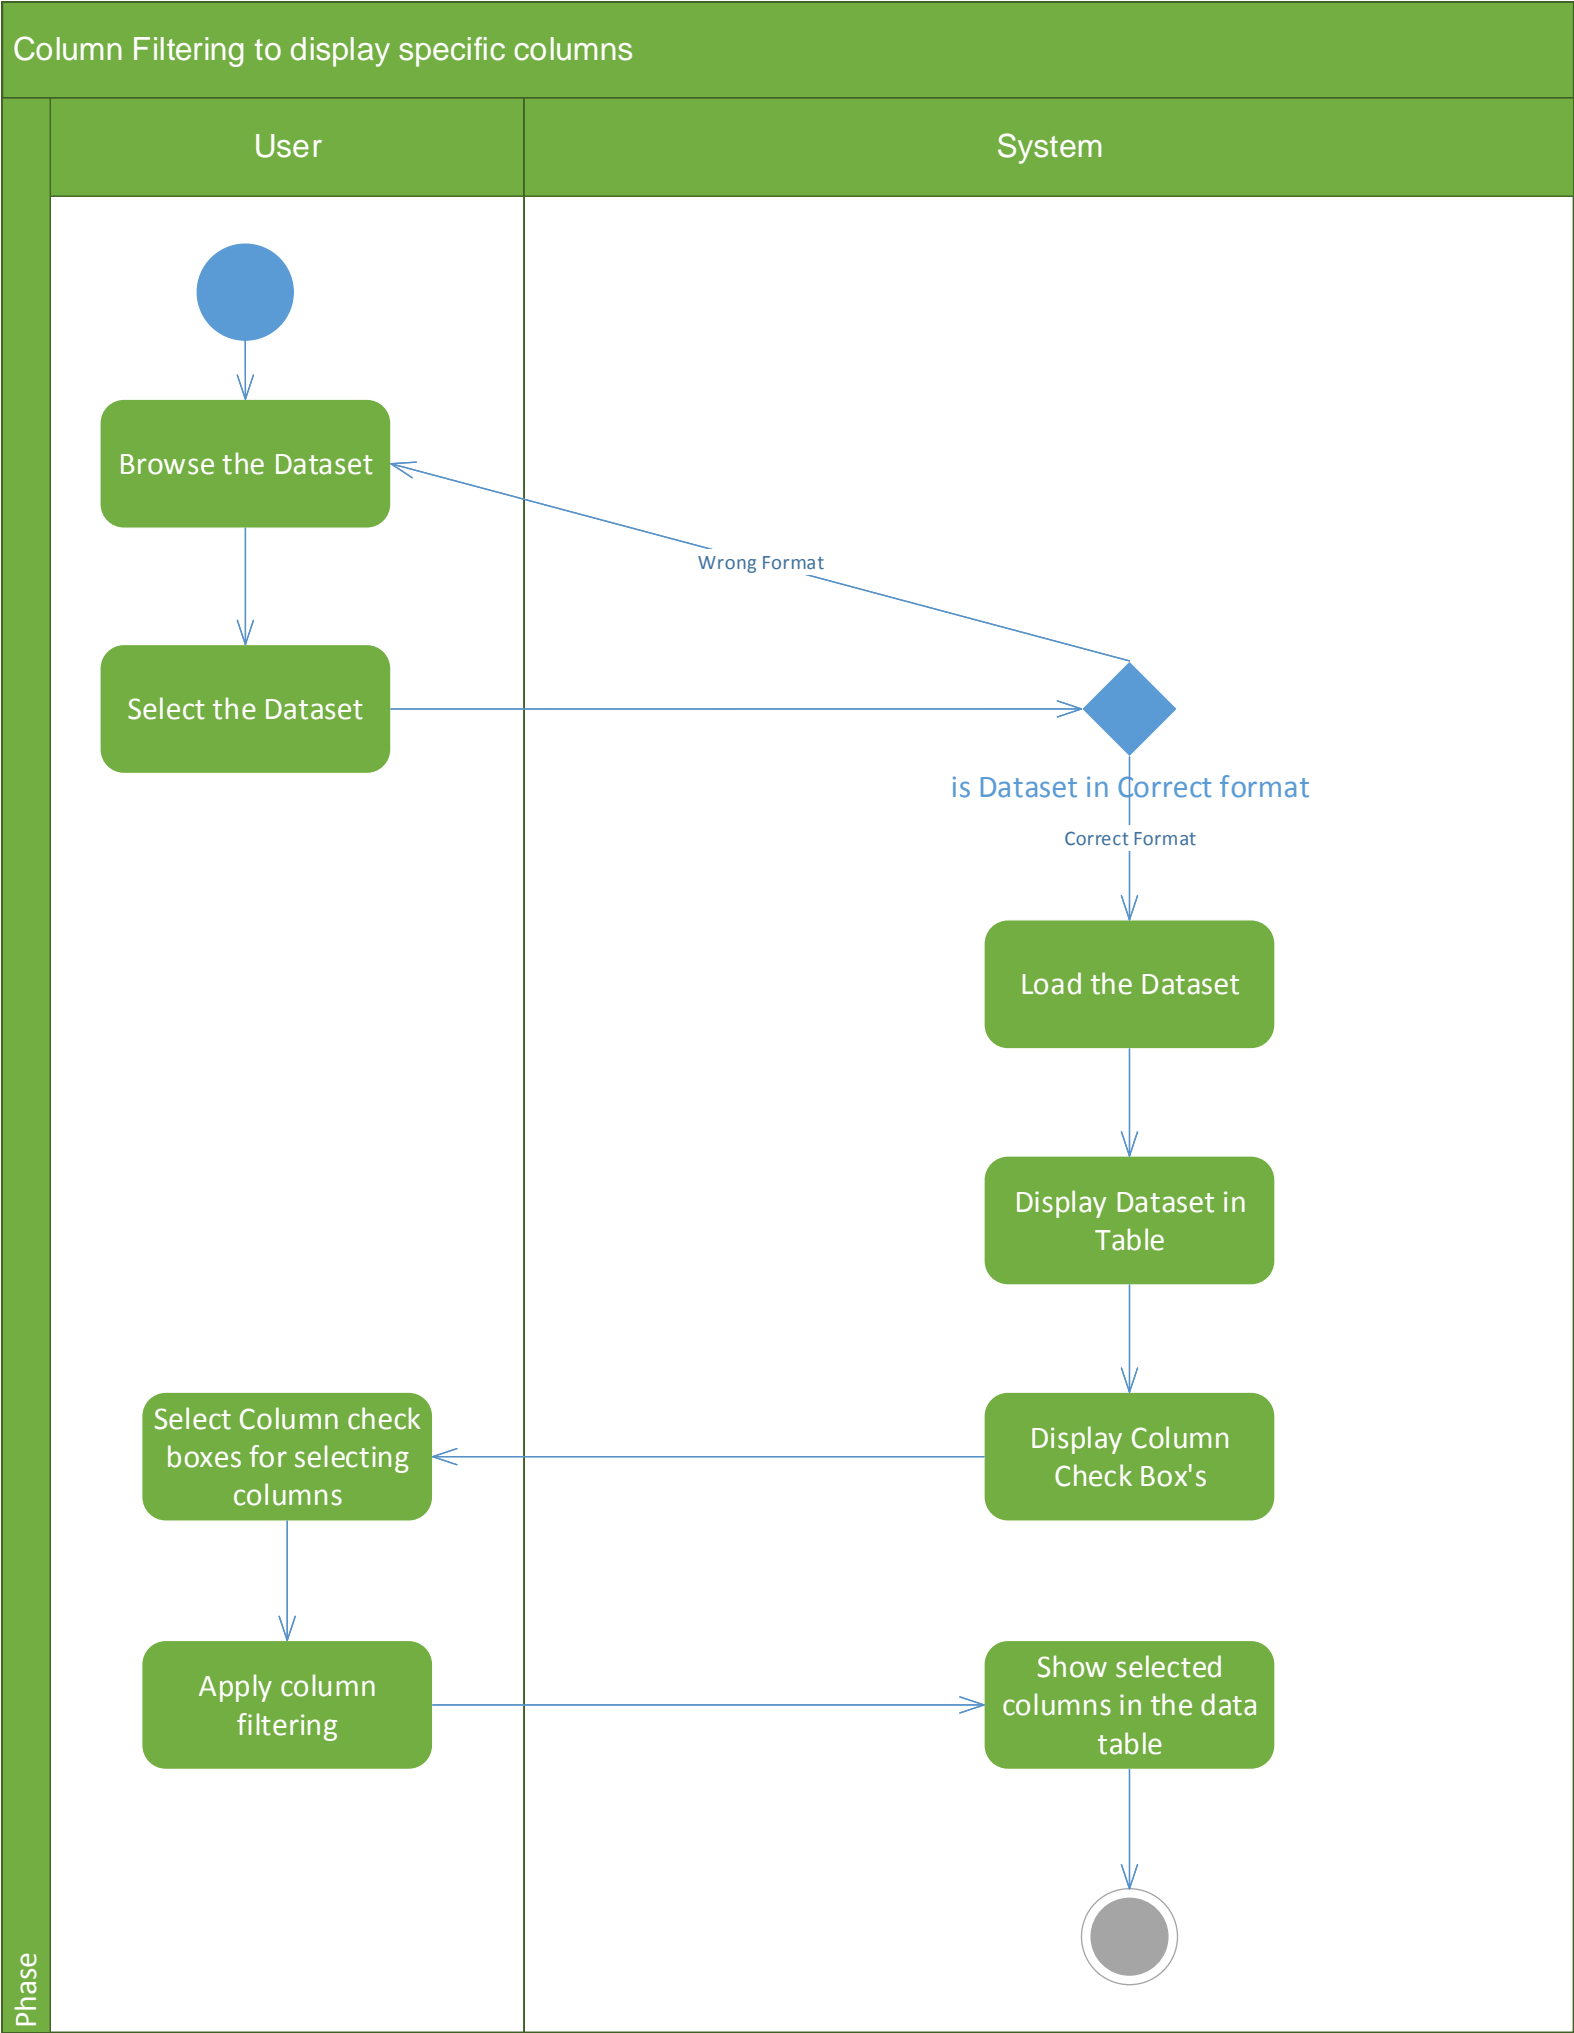 Column Filtering to display specific columns
User
System
Browse the Dataset
Wrong Format
Select the Dataset
is Dataset in Correct format
Correct Format
Load the Dataset
Display Dataset in
Table
Select Column check
boxes for selecting
columns
Display Column
Check Box's
Apply column
filtering
Show selected
columns in the data
table
Phase